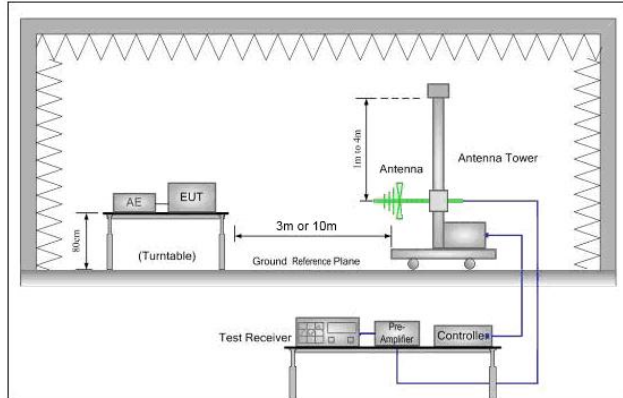 1m to 4m
Antenna
Antenna Tower
AE
EUT
3m or 10m
80cm
(Turntable)
Ground Reference Plane
Test Receiver
Pre-
Amplifier
Controller